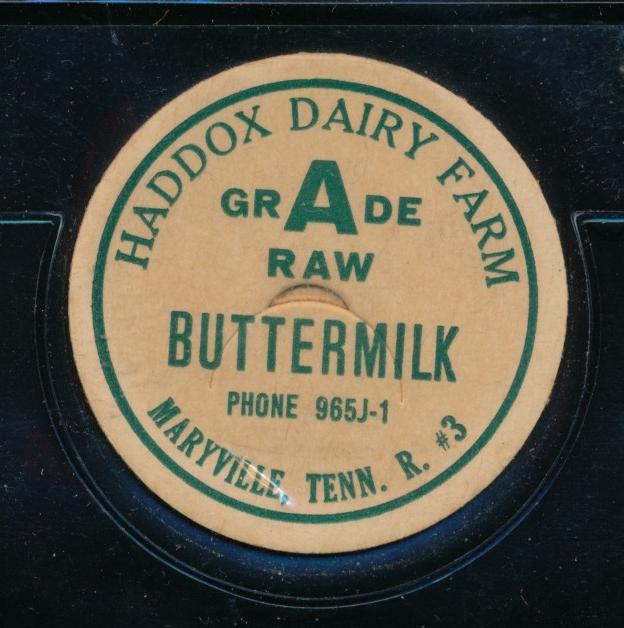 HADDOX DAIRY FARM
GRADE
RAW
BUTTERMILK
PHONE 965J-1
MARYVILLE, TENN. R. #3